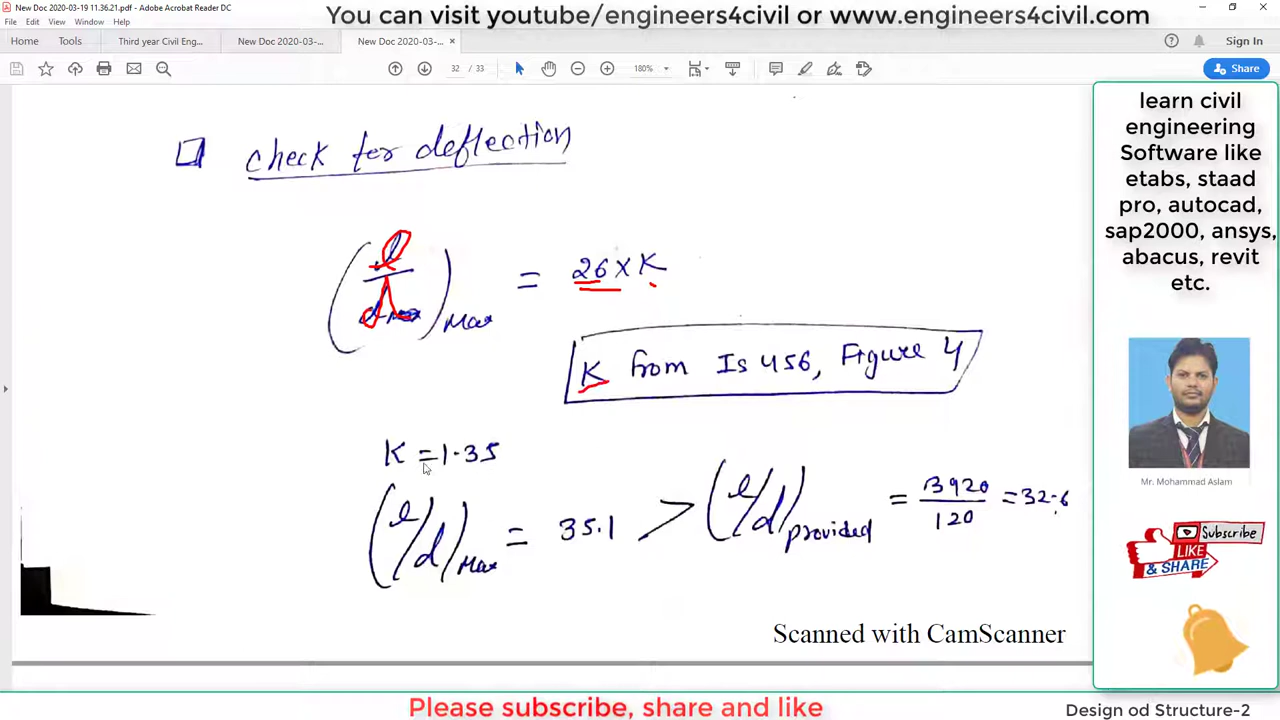 New Doc 2020-03-19 11.36.21.pdf - Adobe Acrobat Reader DC
You can visit youtube/engineers4civil or www.engineers4civil.com
File Edit View Window Help
Home Tools Third year Civil Eng... New Doc 2020-03-... New Doc 2020-03-... × Sign In
32 / 33 180% Share
check for deflection
(l/d)Max = 26 x K
K from Is 456, Figure 4
K = 1.35
(l/d)Max = 35.1 > (l/d)provided = 3920/120 = 32.6
Scanned with CamScanner
learn civil
engineering
Software like
etabs, staad
pro, autocad,
sap2000, ansys,
abacus, revit
etc.
Mr. Mohammad Aslam
Subscribe
LIKE
& SHARE
Please subscribe, share and like
Design od Structure-2